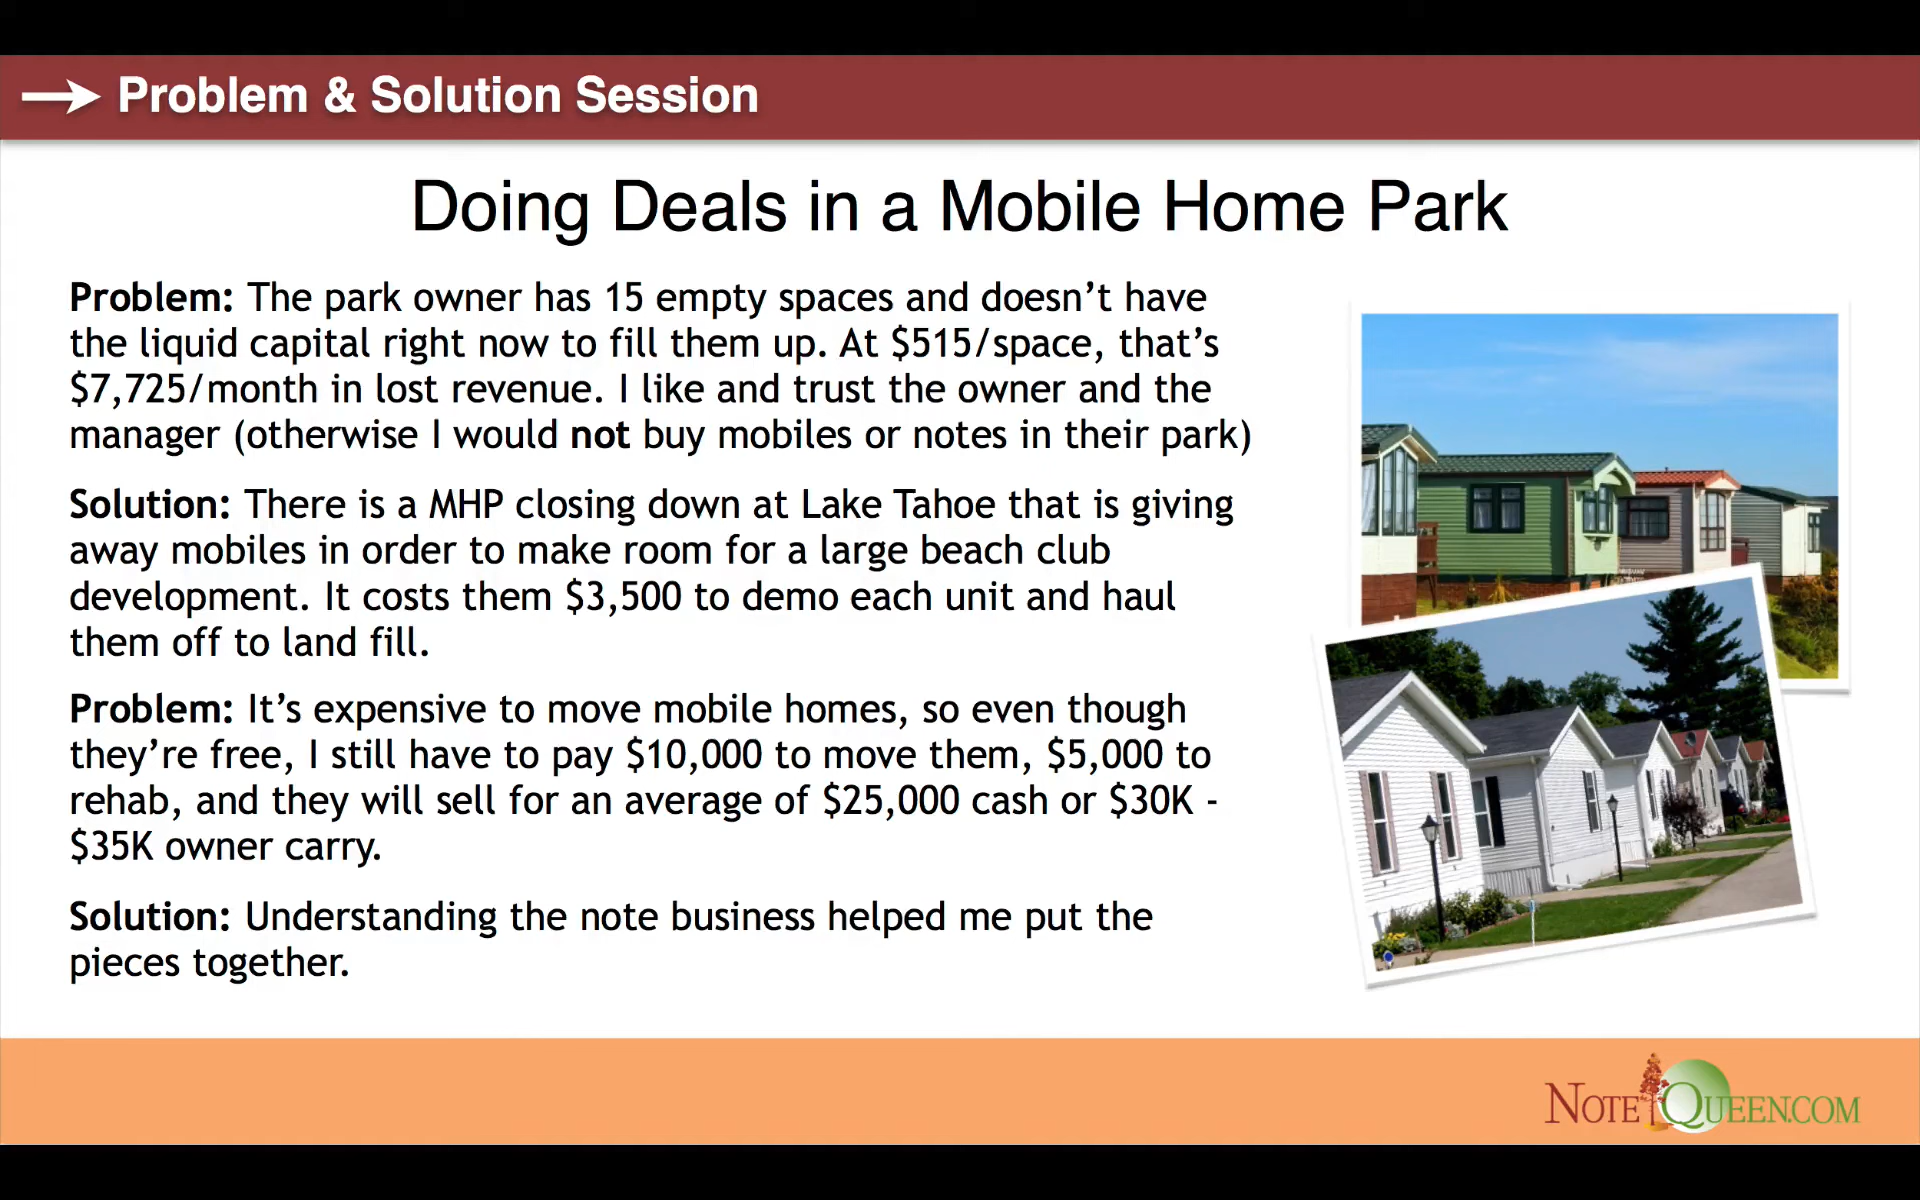 Problem & Solution Session
Doing Deals in a Mobile Home Park
Problem: The park owner has 15 empty spaces and doesn’t have
the liquid capital right now to fill them up. At $515/space, that’s
$7,725/month in lost revenue. I like and trust the owner and the
manager (otherwise I would not buy mobiles or notes in their park)
Solution: There is a MHP closing down at Lake Tahoe that is giving
away mobiles in order to make room for a large beach club
development. It costs them $3,500 to demo each unit and haul
them off to land fill.
Problem: It’s expensive to move mobile homes, so even though
they’re free, I still have to pay $10,000 to move them, $5,000 to
rehab, and they will sell for an average of $25,000 cash or $30K -
$35K owner carry.
Solution: Understanding the note business helped me put the
pieces together.
NOTEQUEEN.COM